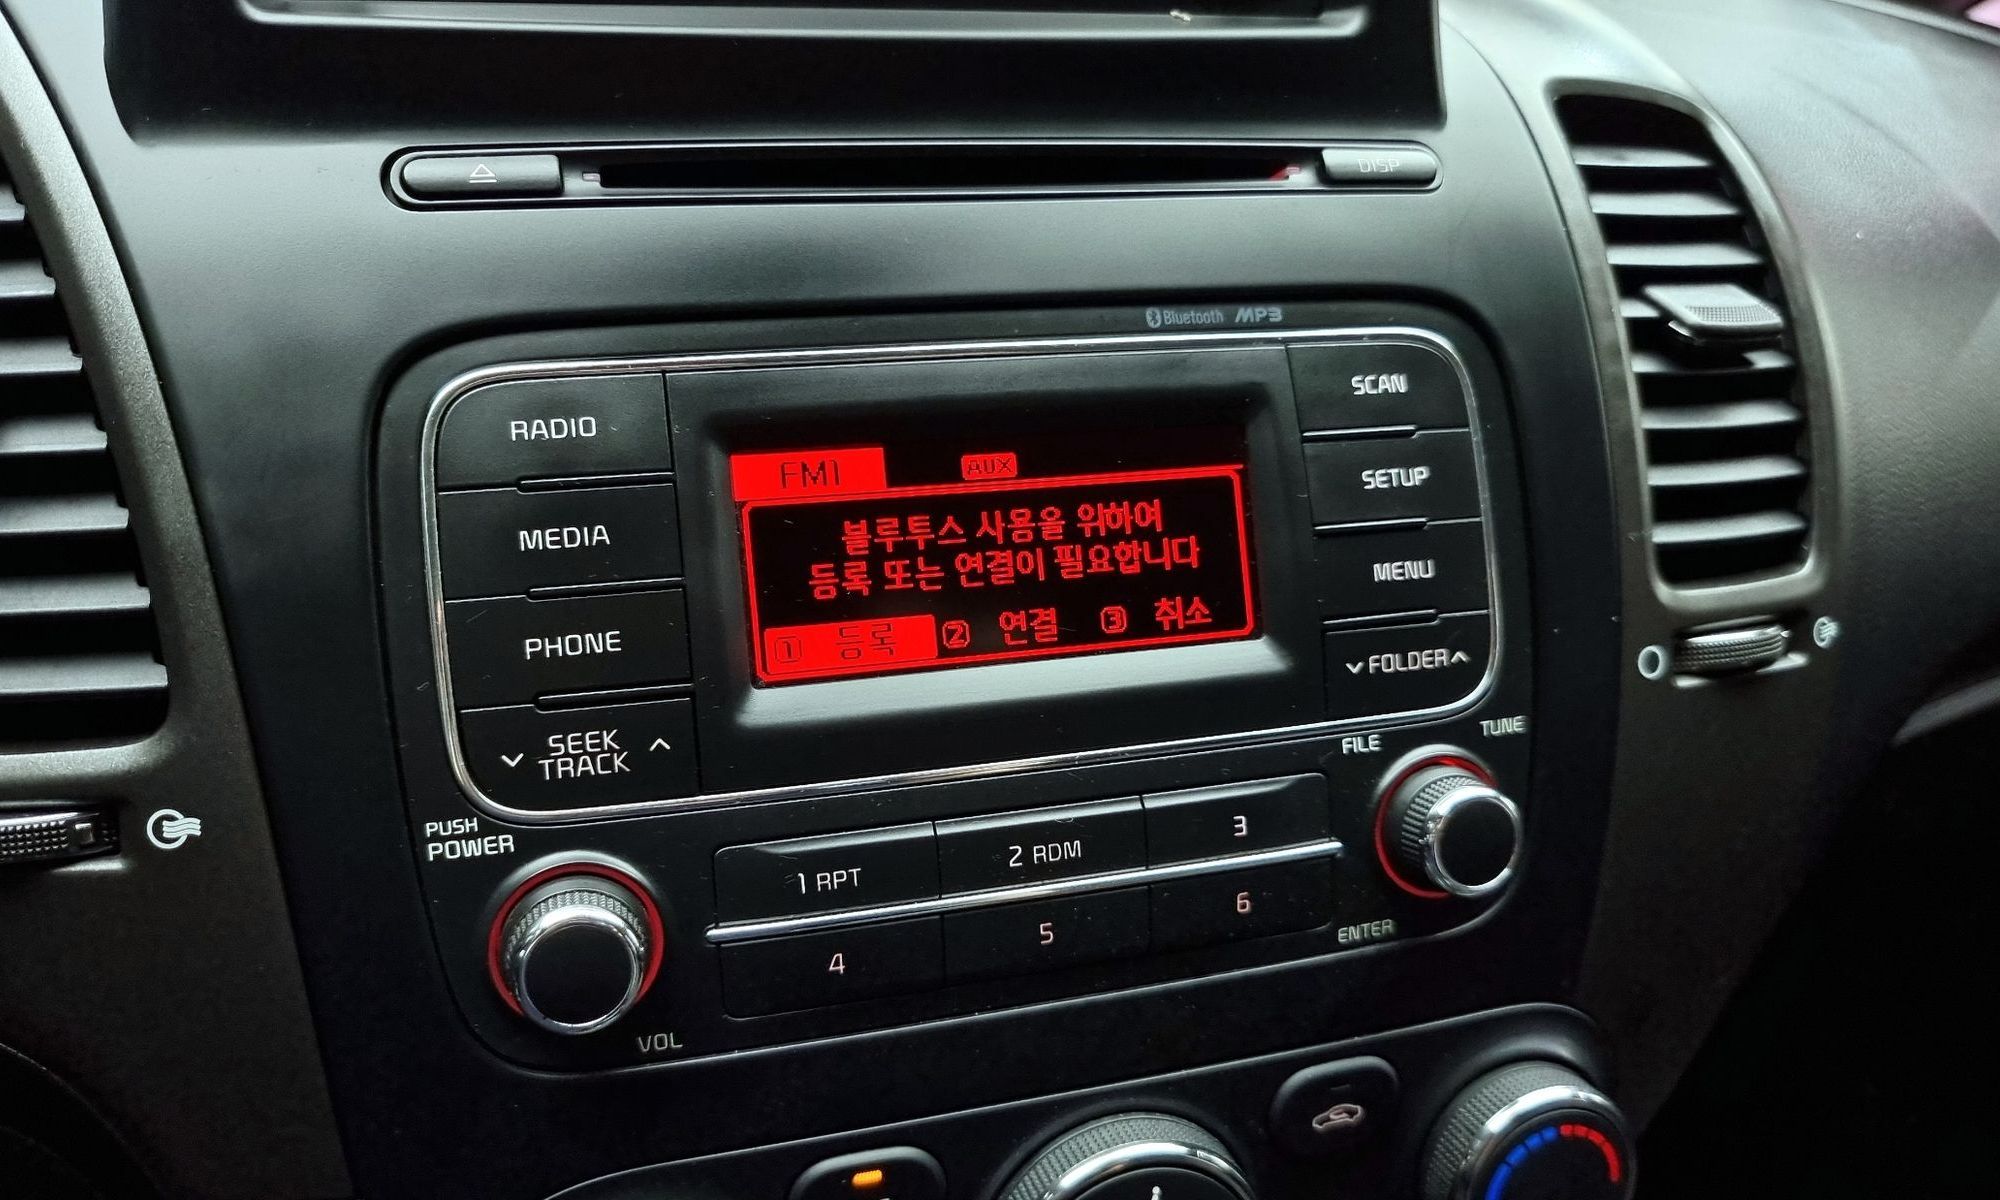 DISP
Bluetooth MP3
RADIO
MEDIA
PHONE
SEEK
TRACK
FM1 AUX
블루투스 사용을 위하여
등록 또는 연결이 필요합니다
1 등록 2 연결 3 취소
SCAN
SETUP
MENU
FOLDER
PUSH
POWER
VOL
1 RPT
2 RDM
3
4
5
6
FILE
TUNE
ENTER